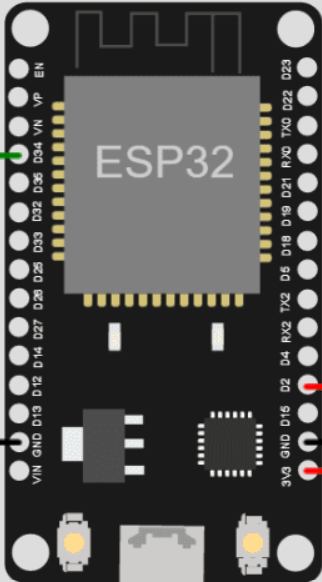 ESP32
EN
VP
VN
D34
D35
D32
D33
D25
D26
D27
D14
D12
D13
GND
VIN
D23
D22
TX0
RX0
D21
D19
D18
D5
TX2
RX2
D4
D2
D15
GND
3V3